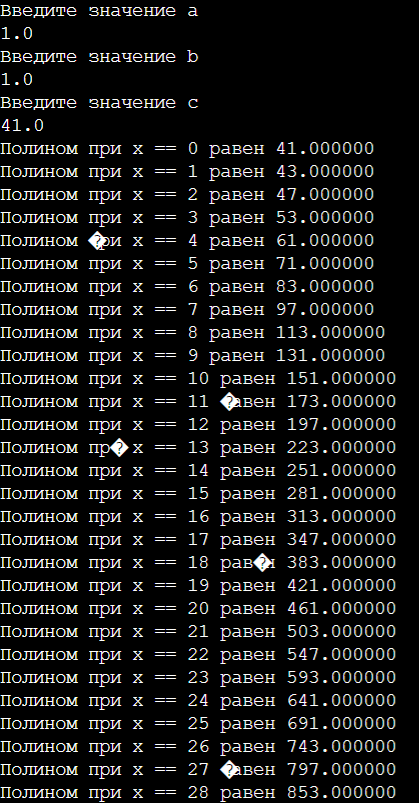 Введите значение a
1.0
Введите значение b
1.0
Введите значение c
41.0
Полином при x == 0 равен 41.000000
Полином при x == 1 равен 43.000000
Полином при x == 2 равен 47.000000
Полином при x == 3 равен 53.000000
Полином �ри x == 4 равен 61.000000
Полином при x == 5 равен 71.000000
Полином при x == 6 равен 83.000000
Полином при x == 7 равен 97.000000
Полином при x == 8 равен 113.000000
Полином при x == 9 равен 131.000000
Полином при x == 10 равен 151.000000
Полином при x == 11 �авен 173.000000
Полином при x == 12 равен 197.000000
Полином пр� x == 13 равен 223.000000
Полином при x == 14 равен 251.000000
Полином при x == 15 равен 281.000000
Полином при x == 16 равен 313.000000
Полином при x == 17 равен 347.000000
Полином при x == 18 рав�н 383.000000
Полином при x == 19 равен 421.000000
Полином при x == 20 равен 461.000000
Полином при x == 21 равен 503.000000
Полином при x == 22 равен 547.000000
Полином при x == 23 равен 593.000000
Полином при x == 24 равен 641.000000
Полином при x == 25 равен 691.000000
Полином при x == 26 равен 743.000000
Полином при x == 27 �авен 797.000000
Полином при x == 28 равен 853.000000